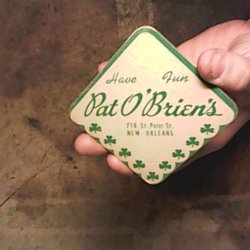 Have Fun
Pat O'Brien's
718 St. Peter St.
NEW ORLEANS